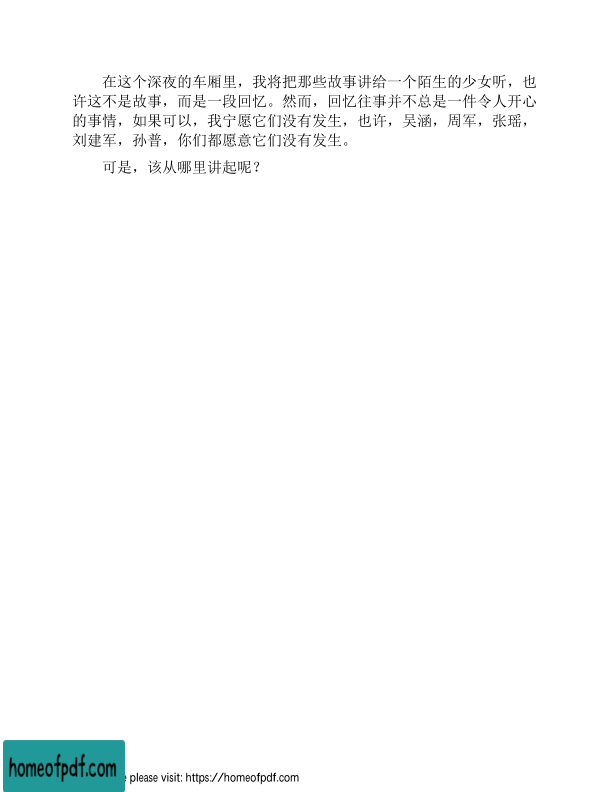 在这个深夜的车厢里，我将把那些故事讲给一个陌生的少女听，也
许这不是故事，而是一段回忆。然而，回忆往事并不总是一件令人开心
的事情，如果可以，我宁愿它们没有发生，也许，吴涵，周军，张瑶，
刘建军，孙普，你们都愿意它们没有发生。
可是，该从哪里讲起呢？
homeofpdf.com
please visit: https://homeofpdf.com